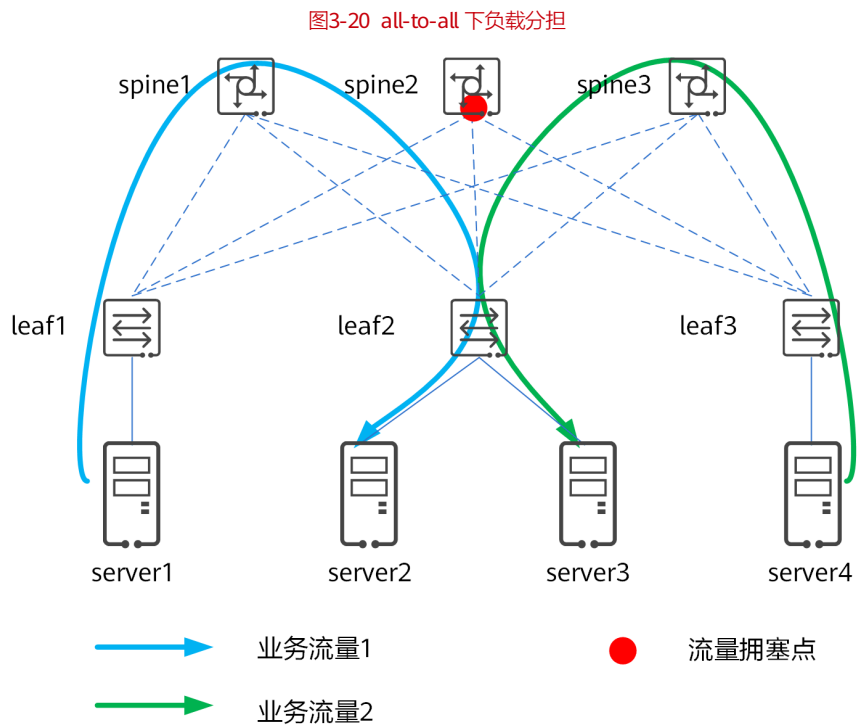 图3-20 all-to-all 下负载分担
spine1
spine2
spine3
leaf1
leaf2
leaf3
server1
server2
server3
server4
业务流量1
流量拥塞点
业务流量2